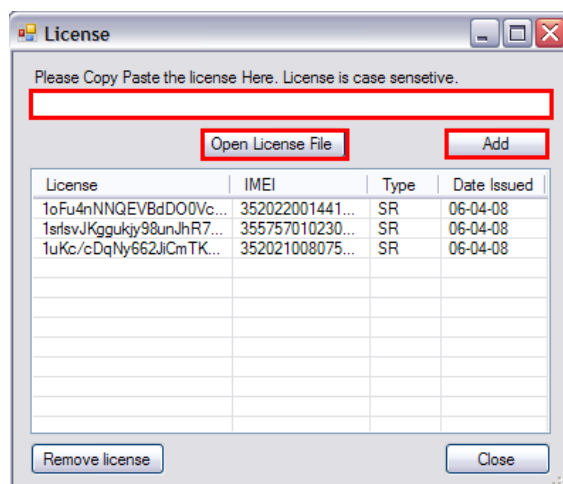 License
Please Copy Paste the license Here. License is case sensetive.
Open License File Add
License IMEI Type Date Issued
1oFu4nNNQEVBdDO0Vc... 352022001441... SR 06-04-08
1srlsvJKggukjy98unJhR7... 355757010230... SR 06-04-08
1uKc/cDqNy662JiCmTK... 352021008075... SR 06-04-08
Remove license Close